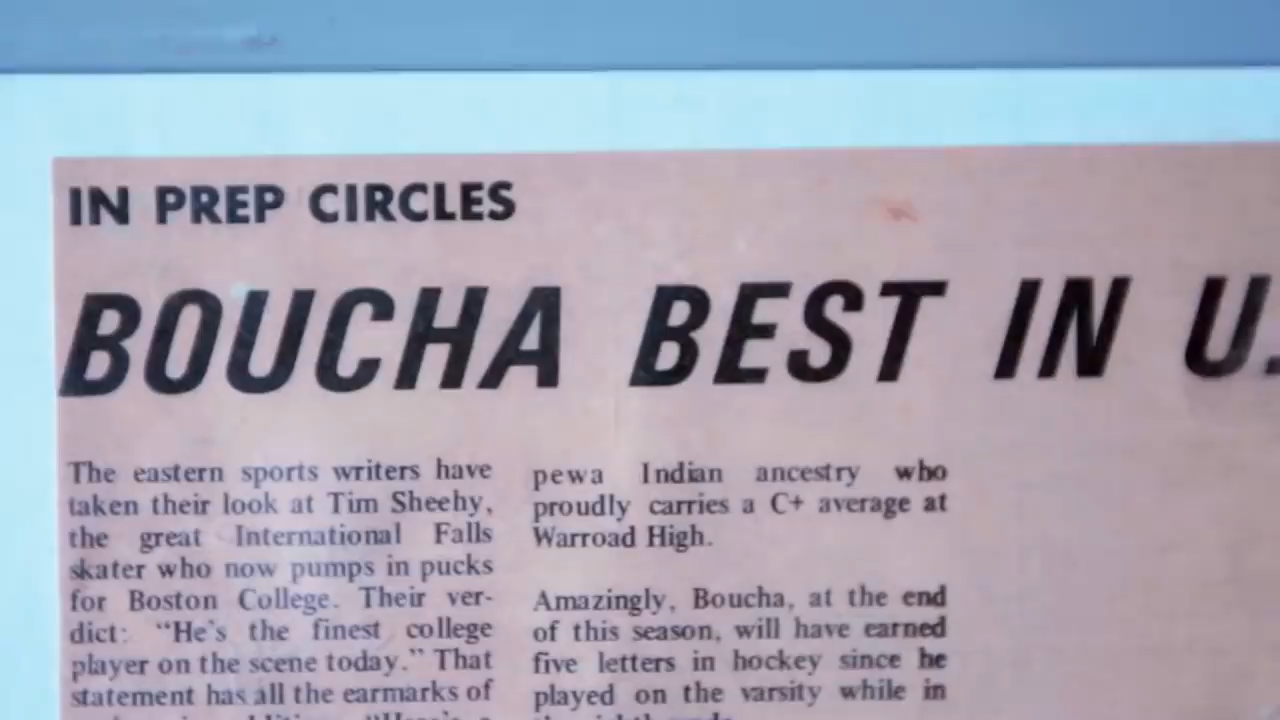 IN PREP CIRCLES
BOUCHA BEST IN U.
The eastern sports writers have
taken their look at Tim Sheehy,
the great International Falls
skater who now pumps in pucks
for Boston College. Their ver-
dict: “He's the finest college
player on the scene today.” That
statement has all the earmarks of
pewa Indian ancestry who
proudly carries a C+ average at
Warroad High.
Amazingly, Boucha, at the end
of this season, will have earned
five letters in hockey since he
played on the varsity while in